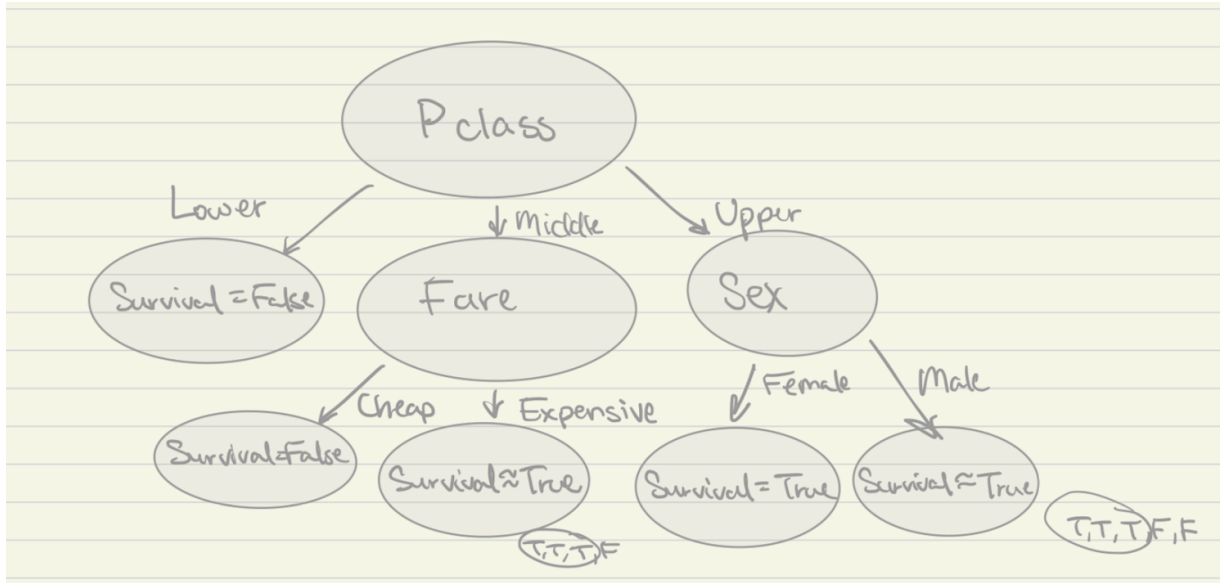 Pclass
Lower
Middle
Upper
Survival=False
Fare
Sex
Cheap
Expensive
Female
Male
Survival=False
Survival≈True
Survival=True
Survival≈True
T,T,T,F
T,T,T,F,F